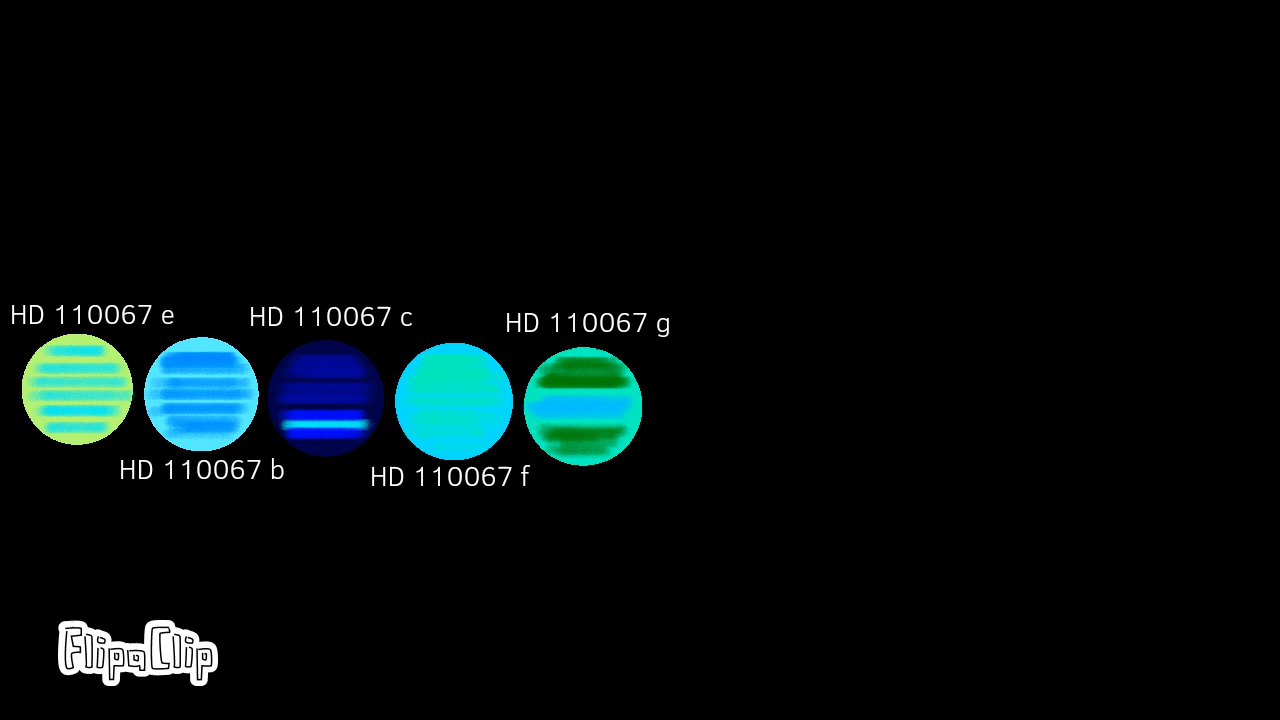 HD 110067 e
HD 110067 c
HD 110067 g
HD 110067 b
HD 110067 f
FlipaClip